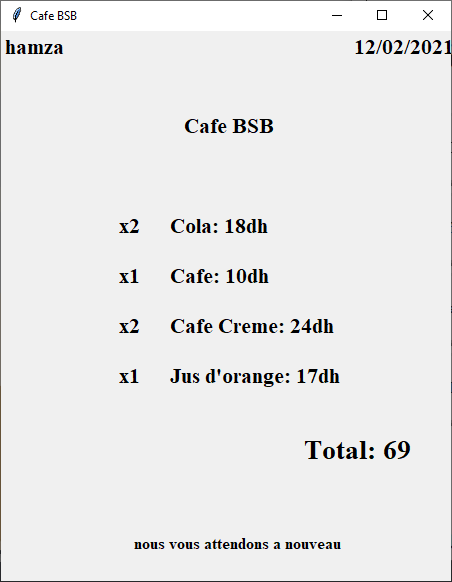 Cafe BSB
hamza 12/02/2021
Cafe BSB
x2 Cola: 18dh
x1 Cafe: 10dh
x2 Cafe Creme: 24dh
x1 Jus d'orange: 17dh
Total: 69
nous vous attendons a nouveau